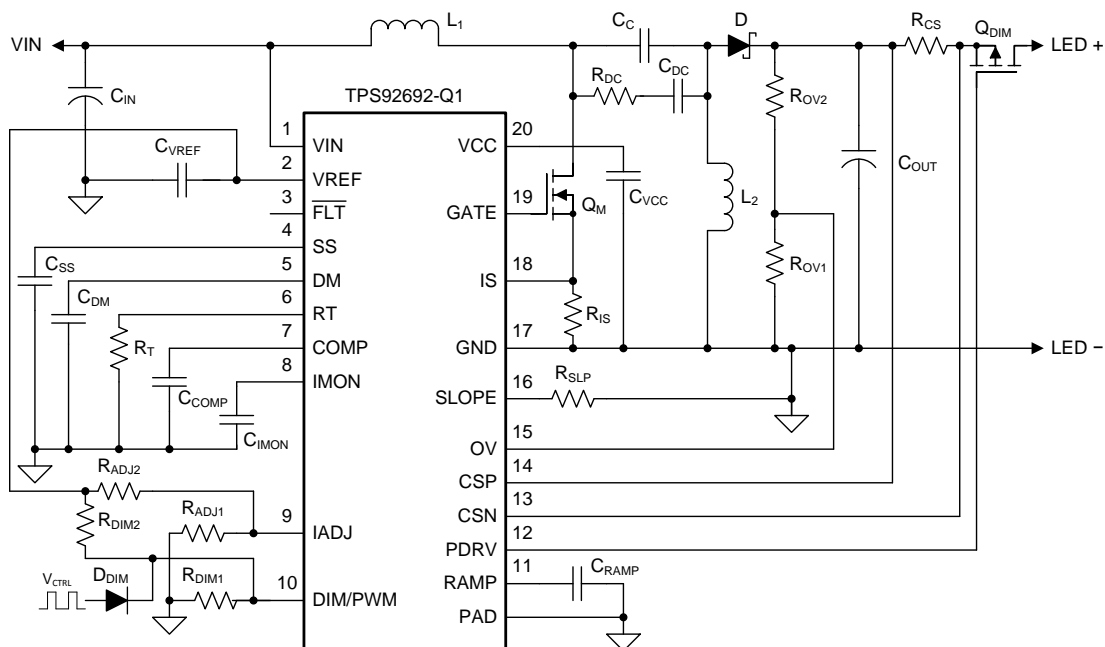 L1
CC
D
RCS
QDIM
VIN
LED +
CIN
RDC
CDC
ROV2
TPS92692-Q1
1
VIN
20
VCC
CVREF
2
VREF
COUT
3
FLT
19
GATE
QM
CVCC
L2
4
SS
CSS
5
DM
18
IS
ROV1
CDM
6
RT
RIS
RT
7
COMP
17
GND
LED −
8
IMON
CCOMP
CIMON
16
SLOPE
RSLP
15
OV
14
CSP
RADJ2
13
CSN
RDIM2
RADJ1
9
IADJ
12
PDRV
VCTRL
DDIM
RDIM1
10
DIM/PWM
11
RAMP
CRAMP
PAD